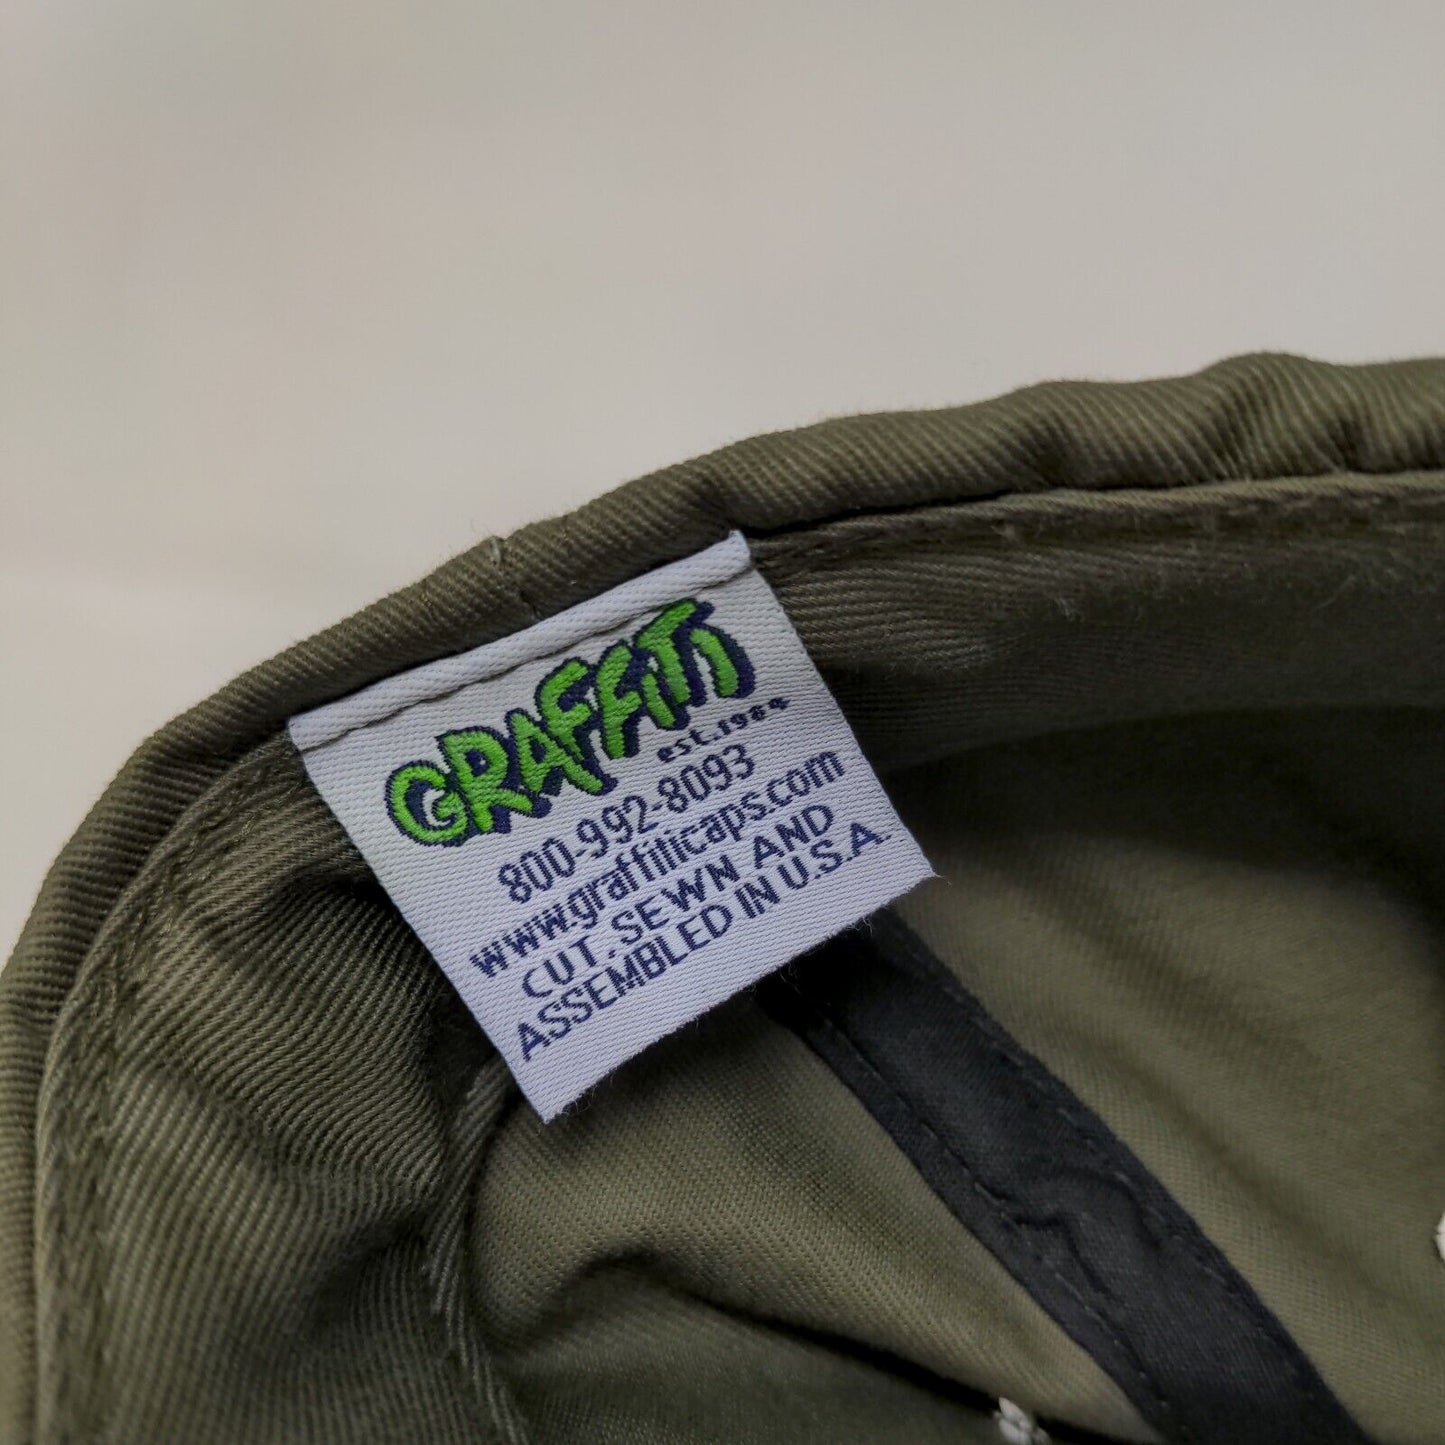 GRAFFITI
est.1984
800-992-8093
www.graffiticaps.com
CUT, SEWN AND
ASSEMBLED IN U.S.A.